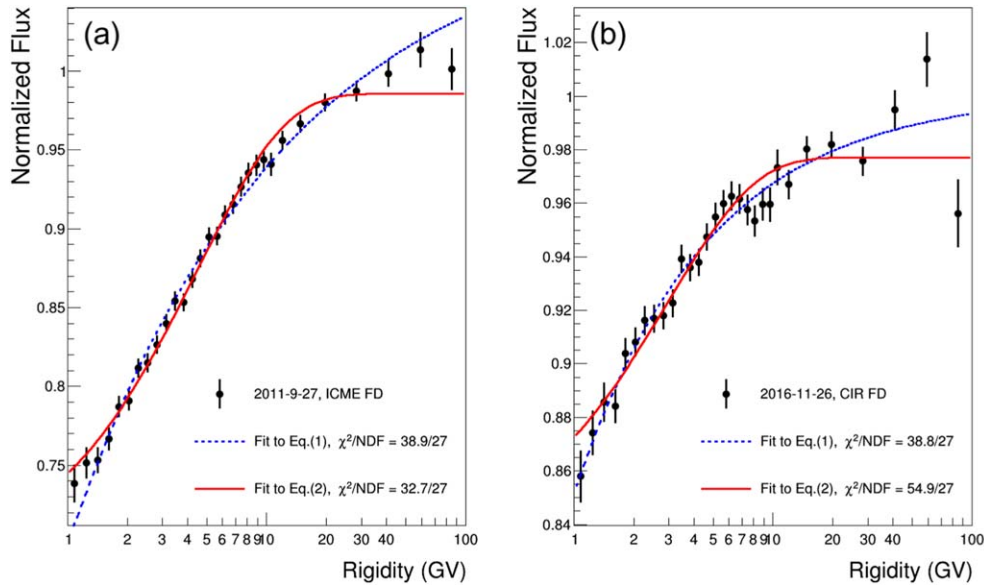 (a)
Normalized Flux
1
0.95
0.9
0.85
0.8
0.75
2011-9-27, ICME FD
Fit to Eq.(1), χ²/NDF = 38.9/27
Fit to Eq.(2), χ²/NDF = 32.7/27
1 2 3 4 5 6 7 8 9 10 20 30 100
Rigidity (GV)
(b)
Normalized Flux
1.02
1
0.98
0.96
0.94
0.92
0.9
0.88
0.86
0.84
2016-11-26, CIR FD
Fit to Eq.(1), χ²/NDF = 38.8/27
Fit to Eq.(2), χ²/NDF = 54.9/27
1 2 3 4 5 6 7 8 9 10 20 30 100
Rigidity (GV)